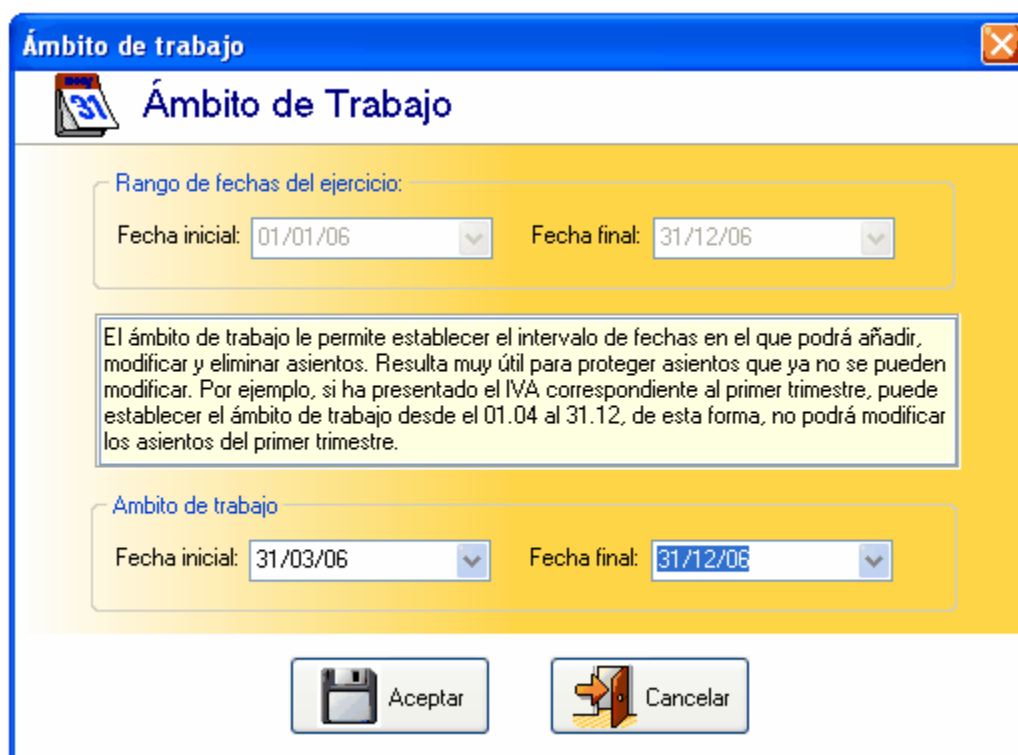 Ámbito de trabajo
31
Ámbito de Trabajo
Rango de fechas del ejercicio:
Fecha inicial: 01/01/06 Fecha final: 31/12/06
El ámbito de trabajo le permite establecer el intervalo de fechas en el que podrá añadir,
modificar y eliminar asientos. Resulta muy útil para proteger asientos que ya no se pueden
modificar. Por ejemplo, si ha presentado el IVA correspondiente al primer trimestre, puede
establecer el ámbito de trabajo desde el 01.04 al 31.12, de esta forma, no podrá modificar
los asientos del primer trimestre.
Ambito de trabajo
Fecha inicial: 31/03/06 Fecha final: 31/12/06
Aceptar Cancelar